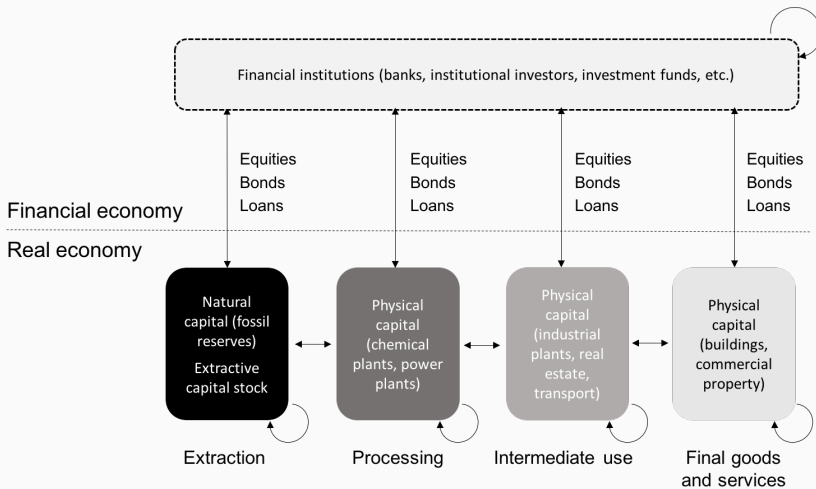 Financial institutions (banks, institutional investors, investment funds, etc.)
Equities
Bonds
Loans
Equities
Bonds
Loans
Equities
Bonds
Loans
Equities
Bonds
Loans
Financial economy
Real economy
Natural
capital (fossil
reserves)
Extractive
capital stock
Physical
capital
(chemical
plants, power
plants)
Physical
capital
(industrial
plants, real
estate,
transport)
Physical
capital
(buildings,
commercial
property)
Extraction
Processing
Intermediate use
Final goods
and services